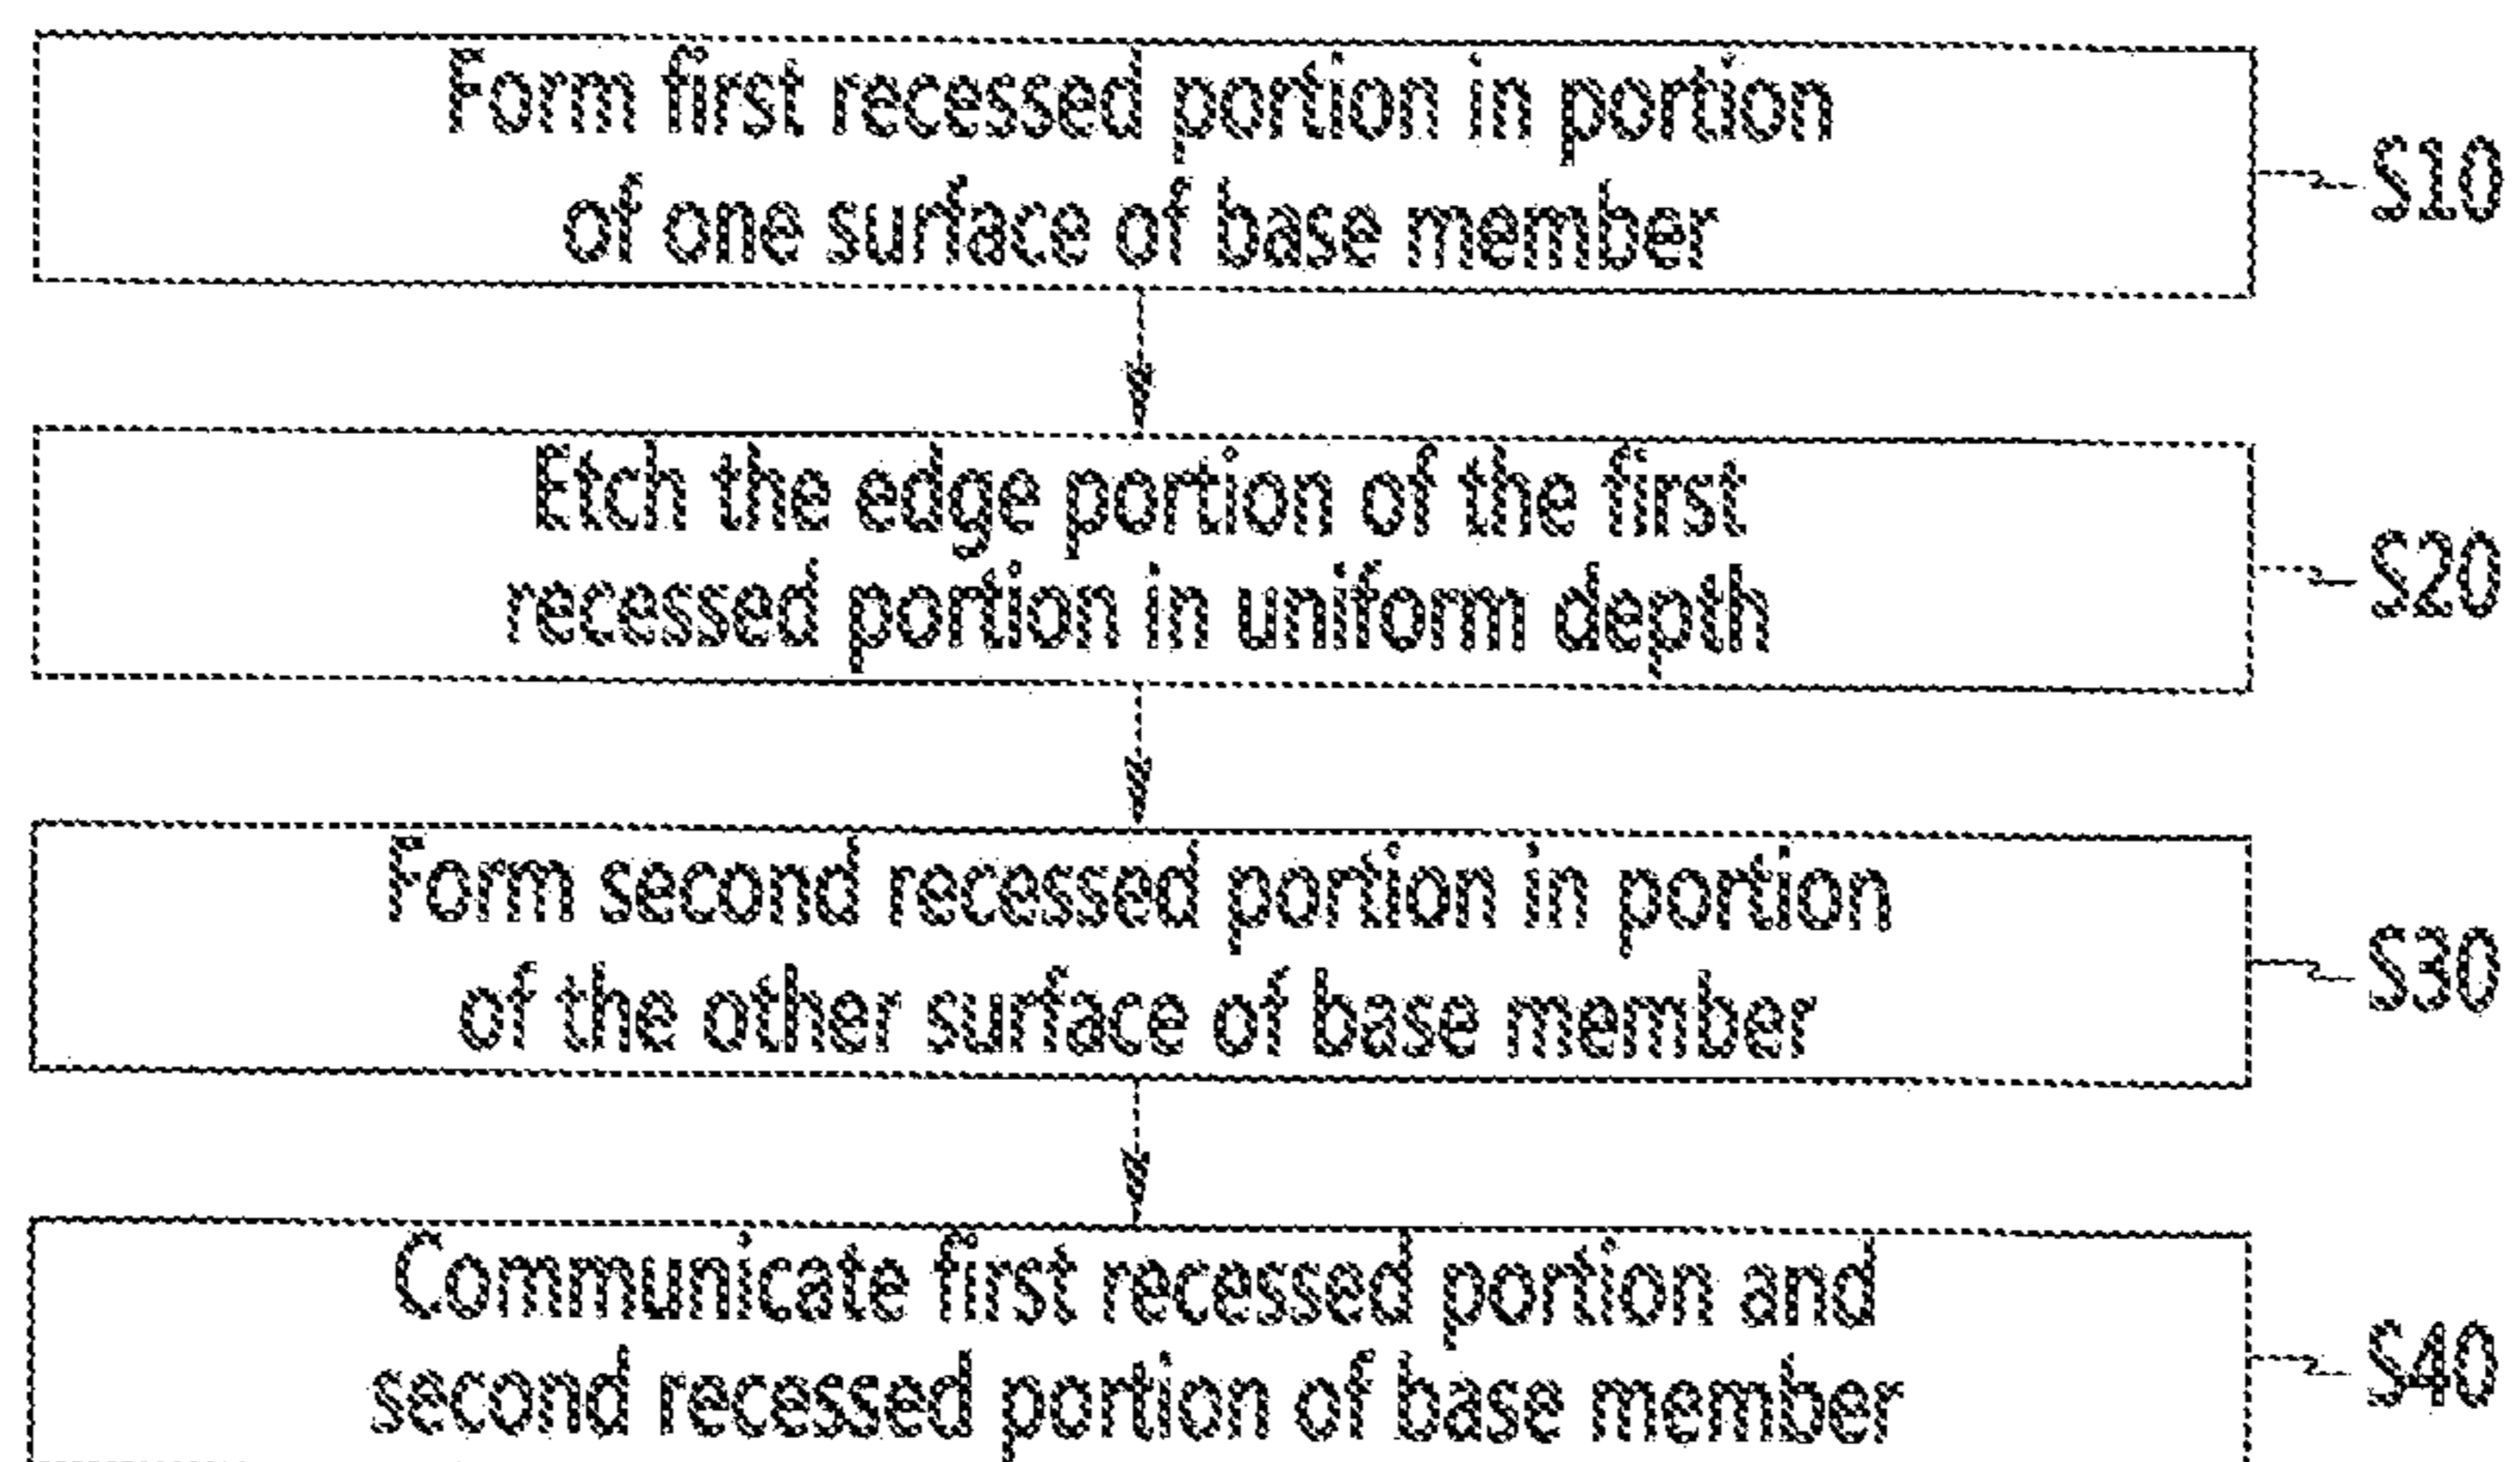 Form first recessed portion in portion
of one surface of base member
S10
Etch the edge portion of the first
recessed portion in uniform depth
S20
Form second recessed portion in portion
of the other surface of base member
S30
Communicate first recessed portion and
second recessed portion of base member
S40